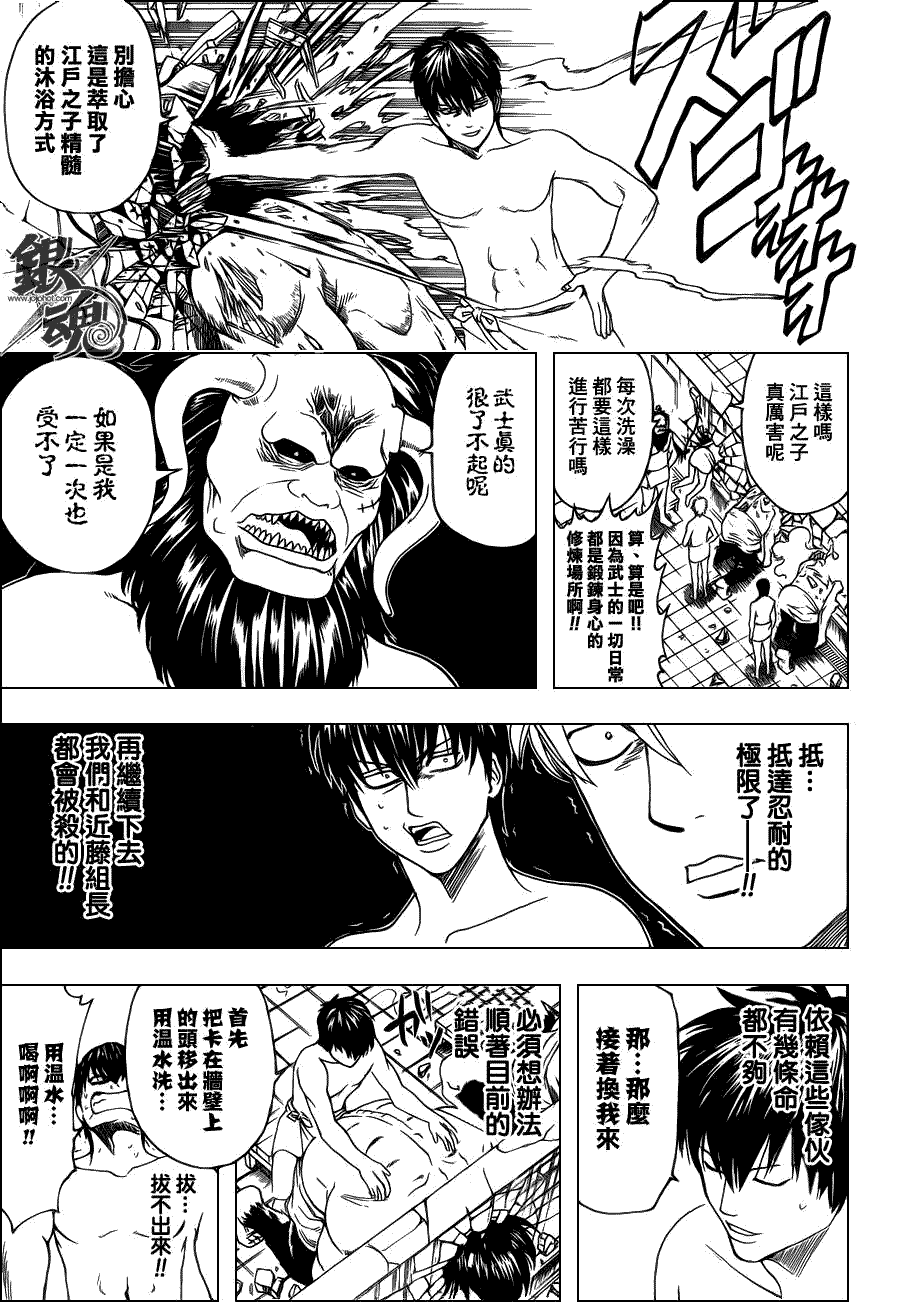 別擔心
這是萃取了
江戶之子精髓
的沐浴方式
ズガシャ
銀魂
www.jojohot.com
這樣嗎
江戶之子
真厲害呢
每次洗澡
都要這樣
進行苦行嗎
算、算是吧!!
因為武士的一切日常
都是鍛鍊身心的
修煉場所啊!!
武士真的
很了不起呢
如果是我
一定一次也
受不了
抵…
抵達忍耐的
極限了——!!
再繼續下去
我們和近藤組長
都會被殺的!!
依賴這些傢伙
有幾條命
都不夠
那…那麼
接著換我來
必須想辦法
順著目前的
錯誤
首先
把卡在牆壁上
的頭移出來
用溫水洗…
拔…
拔不出來!!
用溫水…
喝啊啊啊!!